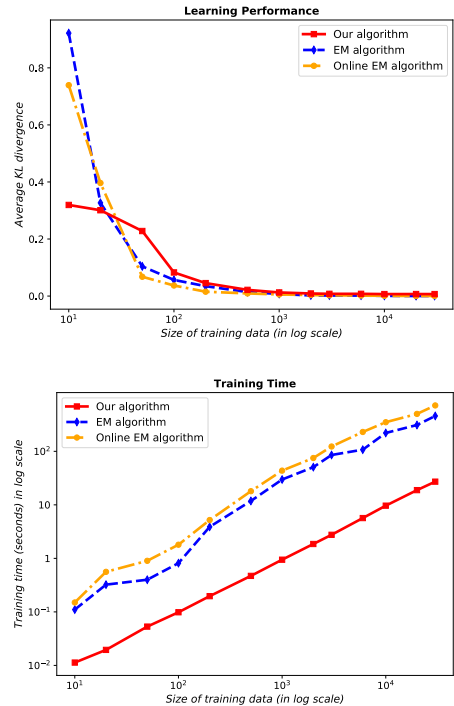 Learning Performance
Our algorithm
EM algorithm
Online EM algorithm
Average KL divergence
0.8
0.6
0.4
0.2
0.0
10¹ 10² 10³ 10⁴
Size of training data (in log scale)
Training Time
Our algorithm
EM algorithm
Online EM algorithm
Training time (seconds) in log scale
10²
10
1
10⁻¹
10⁻²
10¹ 10² 10³ 10⁴
Size of training data (in log scale)